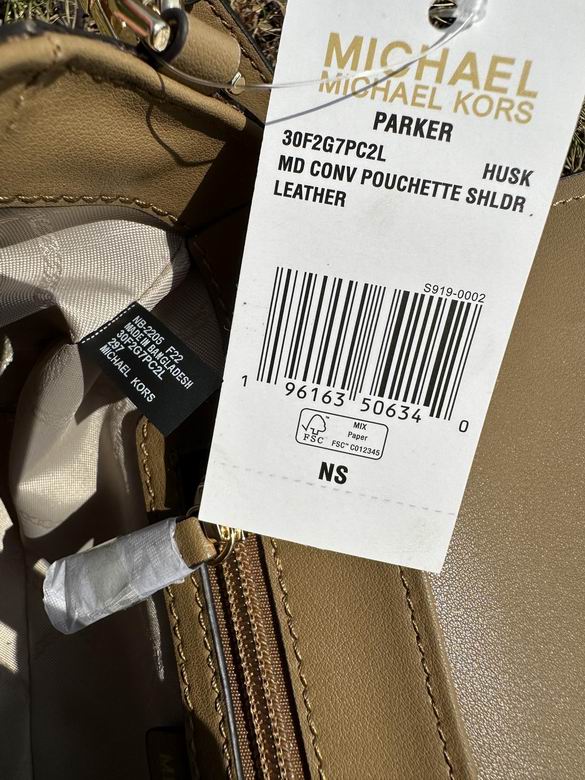 MICHAEL
MICHAEL KORS
PARKER
30F2G7PC2L HUSK
MD CONV POUCHETTE SHLDR
LEATHER
S919-0002
1 96163 50634 0
FSC
MIX
Paper
FSC™ C012345
NS
NB-2205 F22
MADE IN BANGLADESH
30F2G7PC2L
297
MICHAEL KORS